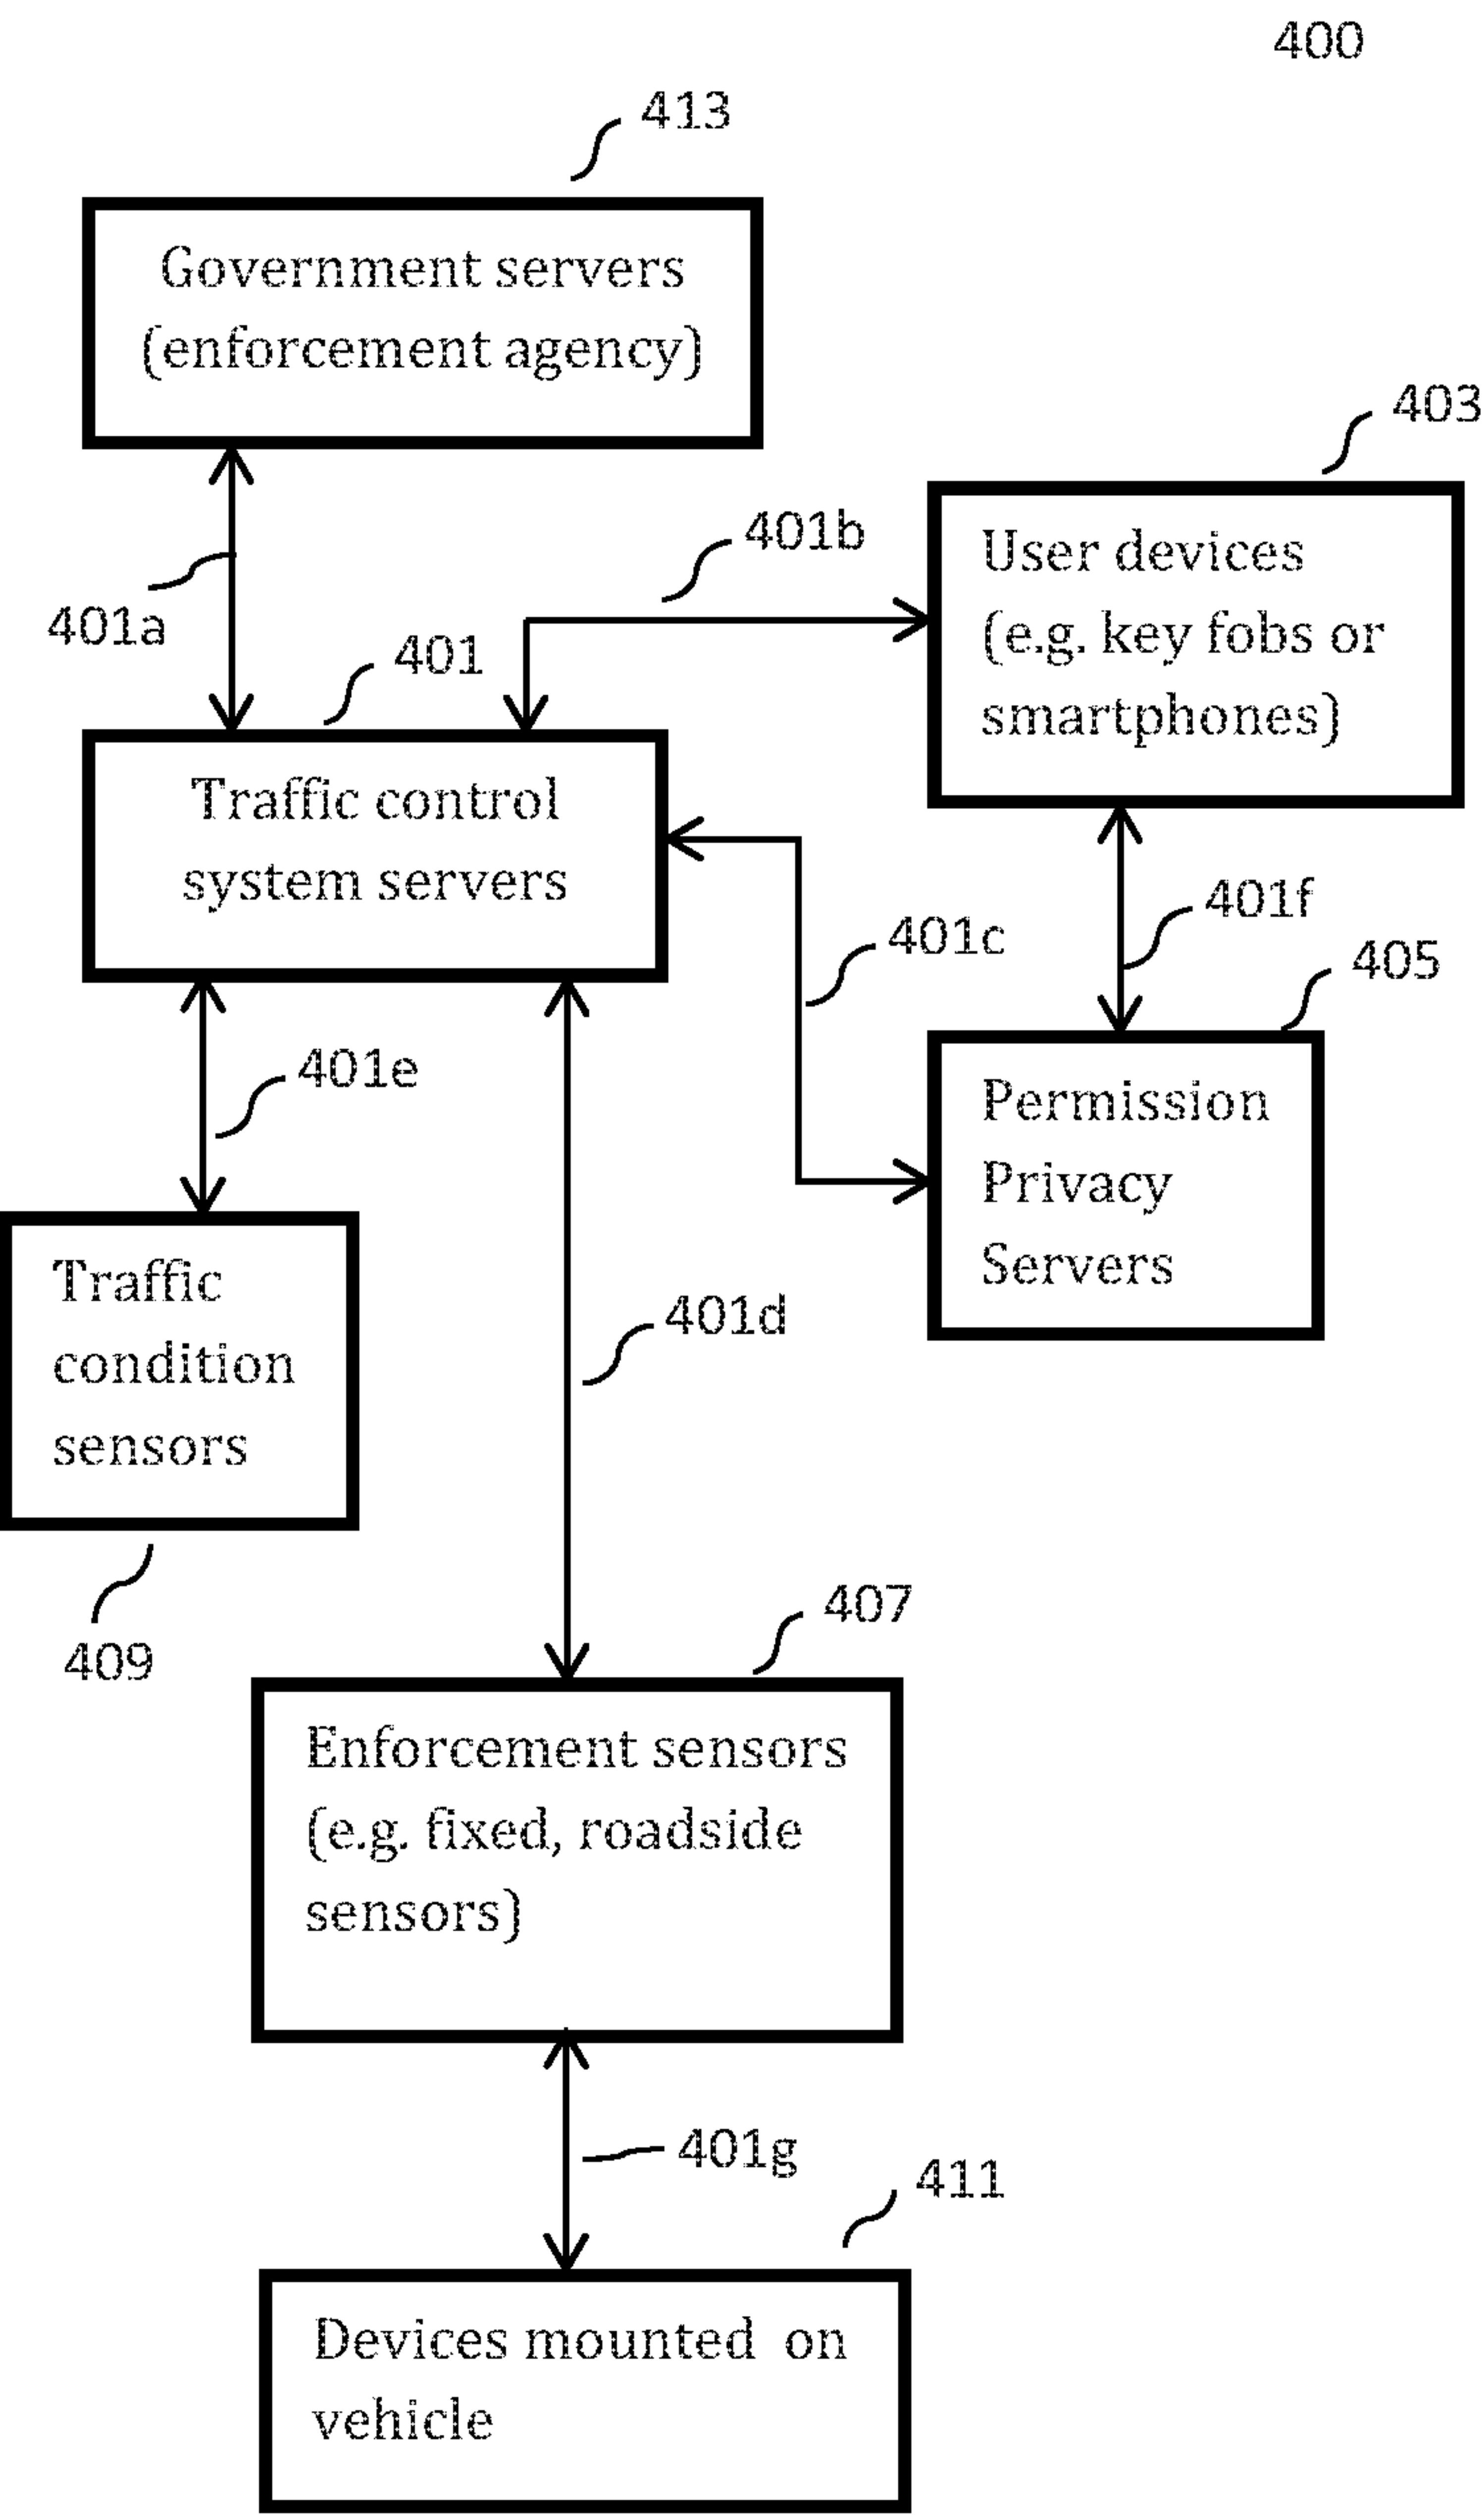 400
413
Government servers
(enforcement agency)
403
401b
User devices
(e.g. key fobs or
smartphones)
401a
401
Traffic control
system servers
401f
401c
405
401e
Permission
Privacy
Servers
Traffic
condition
sensors
401d
407
409
Enforcement sensors
(e.g. fixed, roadside
sensors)
401g
411
Devices mounted on
vehicle